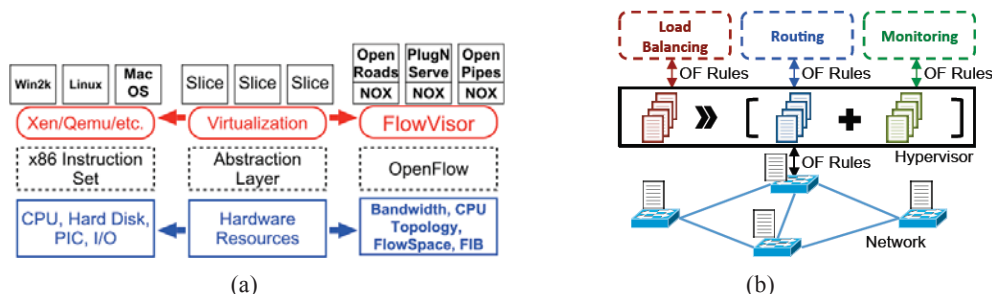 Win2k
Linux
Mac
OS
Slice
Slice
Slice
Open
Roads
NOX
PlugN
Serve
NOX
Open
Pipes
NOX
Xen/Qemu/etc.
Virtualization
FlowVisor
x86 Instruction
Set
Abstraction
Layer
OpenFlow
CPU, Hard Disk,
PIC, I/O
Hardware
Resources
Bandwidth, CPU
Topology,
FlowSpace, FIB
(a)
Load
Balancing
Routing
Monitoring
OF Rules
OF Rules
OF Rules
» [ + ]
OF Rules
Hypervisor
Network
(b)